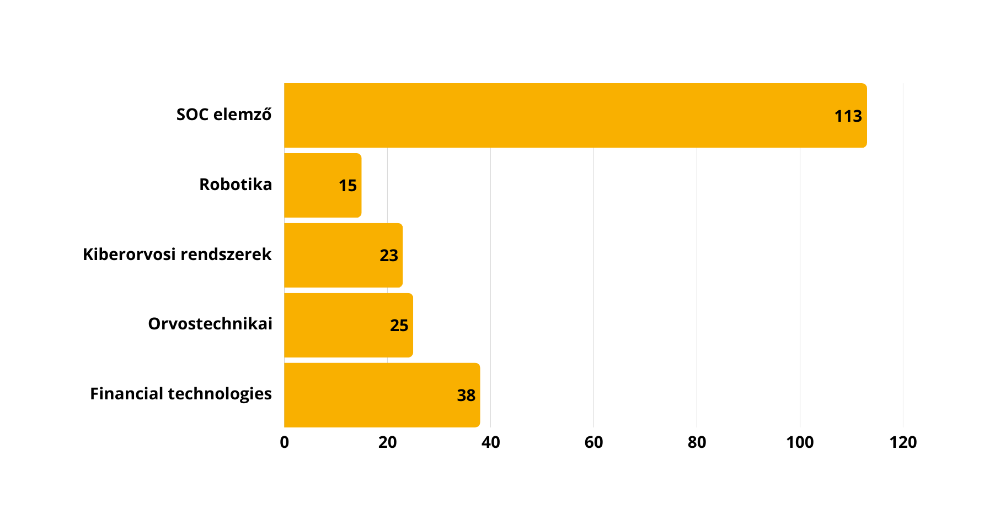 SOC elemző
113
Robotika
15
Kiberorvosi rendszerek
23
Orvostechnikai
25
Financial technologies
38
0 20 40 60 80 100 120